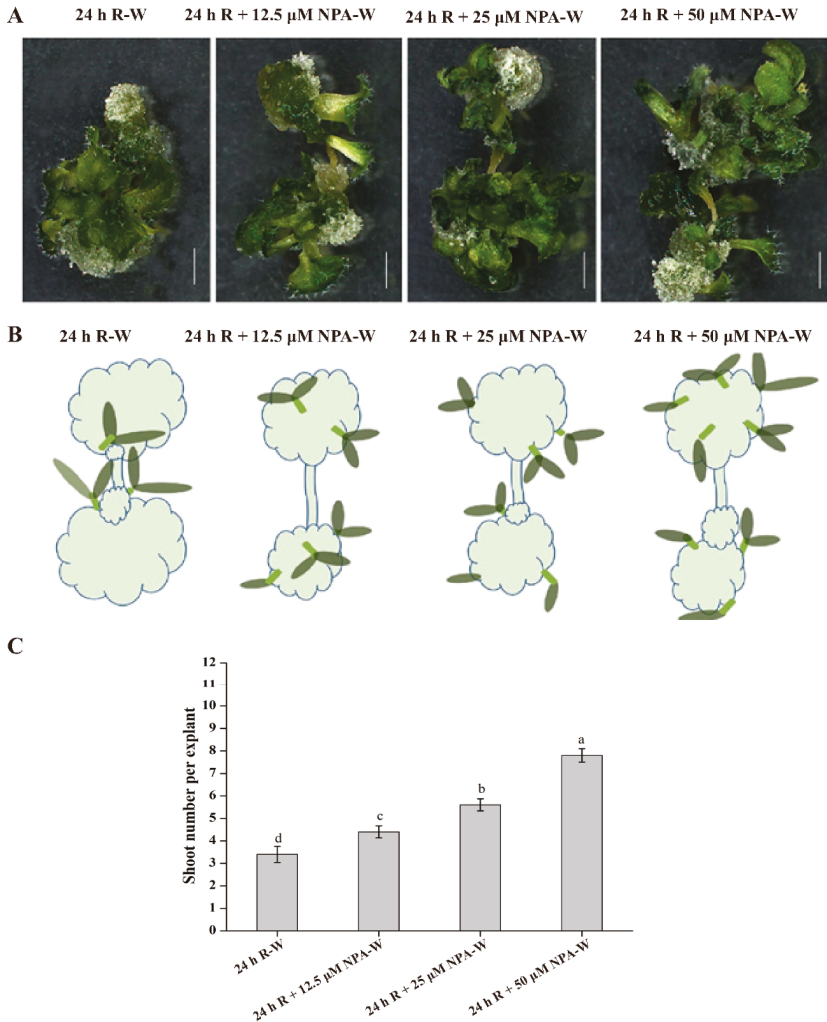 A
24 h R-W
24 h R + 12.5 μM NPA-W
24 h R + 25 μM NPA-W
24 h R + 50 μM NPA-W
B
24 h R-W
24 h R + 12.5 μM NPA-W
24 h R + 25 μM NPA-W
24 h R + 50 μM NPA-W
C
Shoot number per explant
12
11
10
9
8
7
6
5
4
3
2
1
0
d
c
b
a
24 h R-W
24 h R + 12.5 μM NPA-W
24 h R + 25 μM NPA-W
24 h R + 50 μM NPA-W